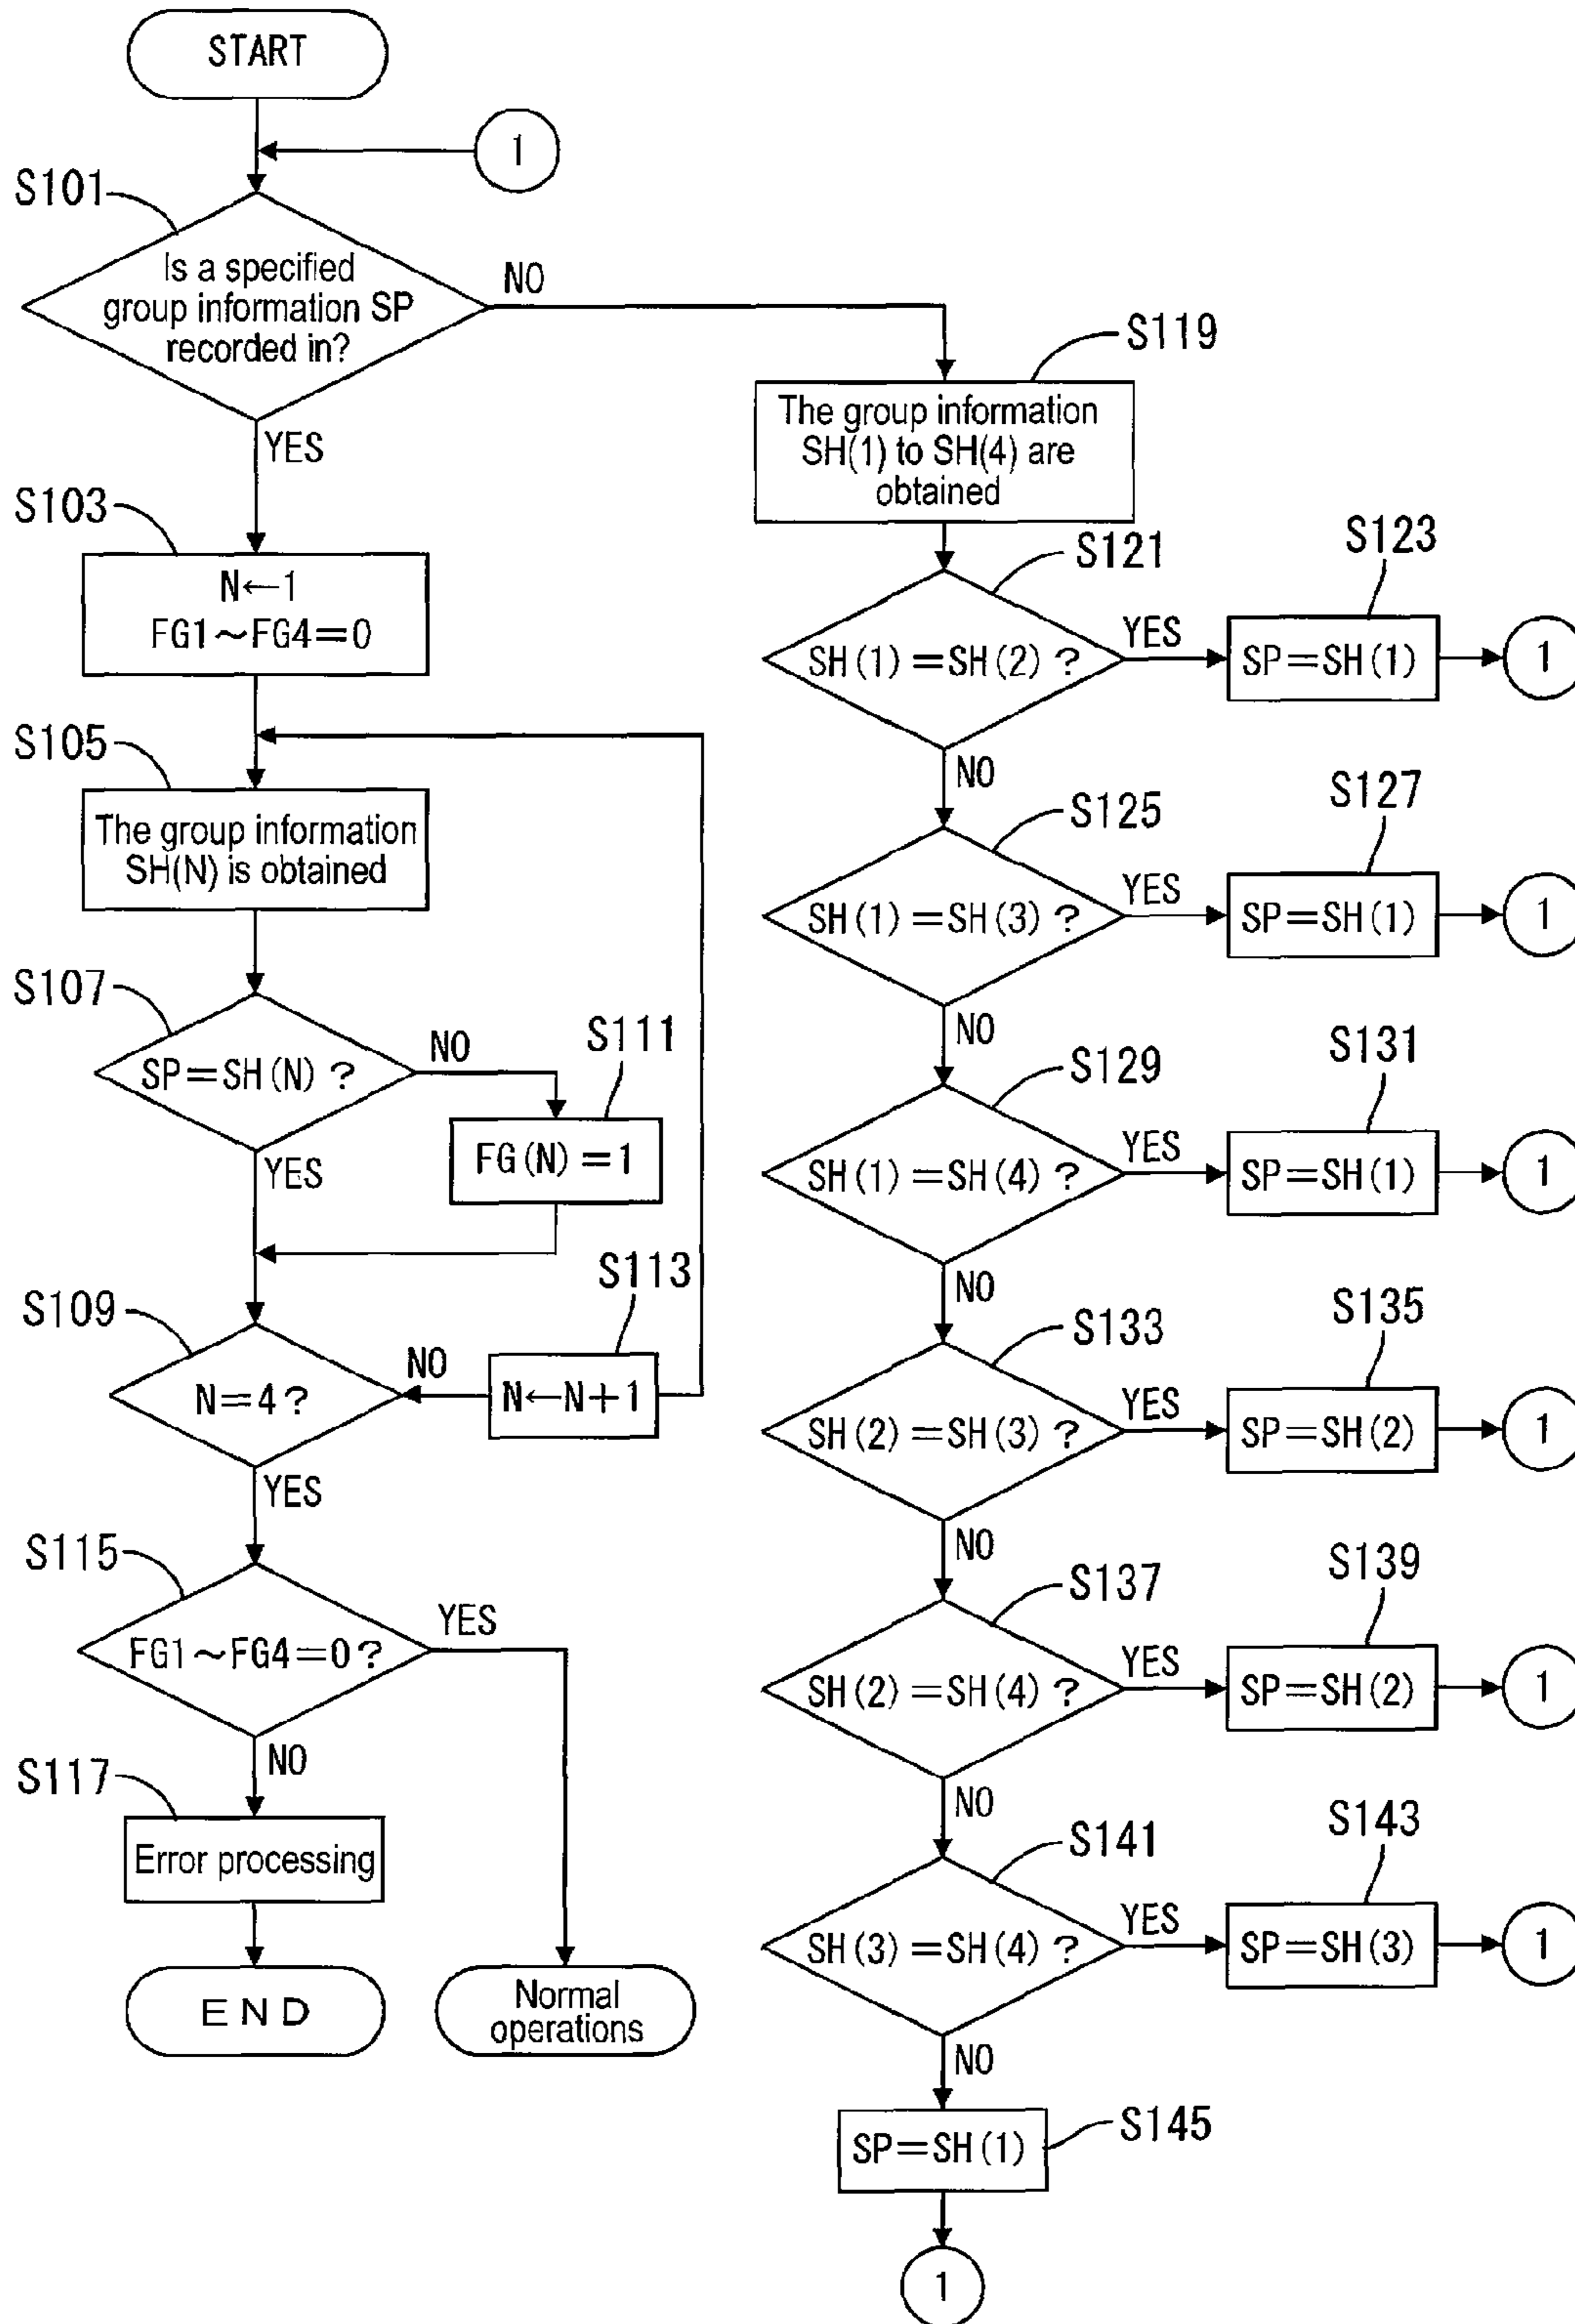 START
1
S101
Is a specified
group information SP
recorded in?
NO
YES
S103
N←1
FG1～FG4＝0
S105
The group information
SH(N) is obtained
S107
SP＝SH(N) ?
NO
S111
FG(N)＝1
YES
S109
N＝4?
NO
S113
N←N＋1
YES
S115
FG1～FG4＝0?
YES
NO
S117
Error processing
END
Normal
operations
S119
The group information
SH(1) to SH(4) are
obtained
S121
SH(1)＝SH(2) ?
YES
S123
SP＝SH(1)
1
NO
S125
SH(1)＝SH(3) ?
YES
S127
SP＝SH(1)
1
NO
S129
SH(1)＝SH(4) ?
YES
S131
SP＝SH(1)
1
NO
S133
SH(2)＝SH(3) ?
YES
S135
SP＝SH(2)
1
NO
S137
SH(2)＝SH(4) ?
YES
S139
SP＝SH(2)
1
NO
S141
SH(3)＝SH(4) ?
YES
S143
SP＝SH(3)
1
NO
S145
SP＝SH(1)
1